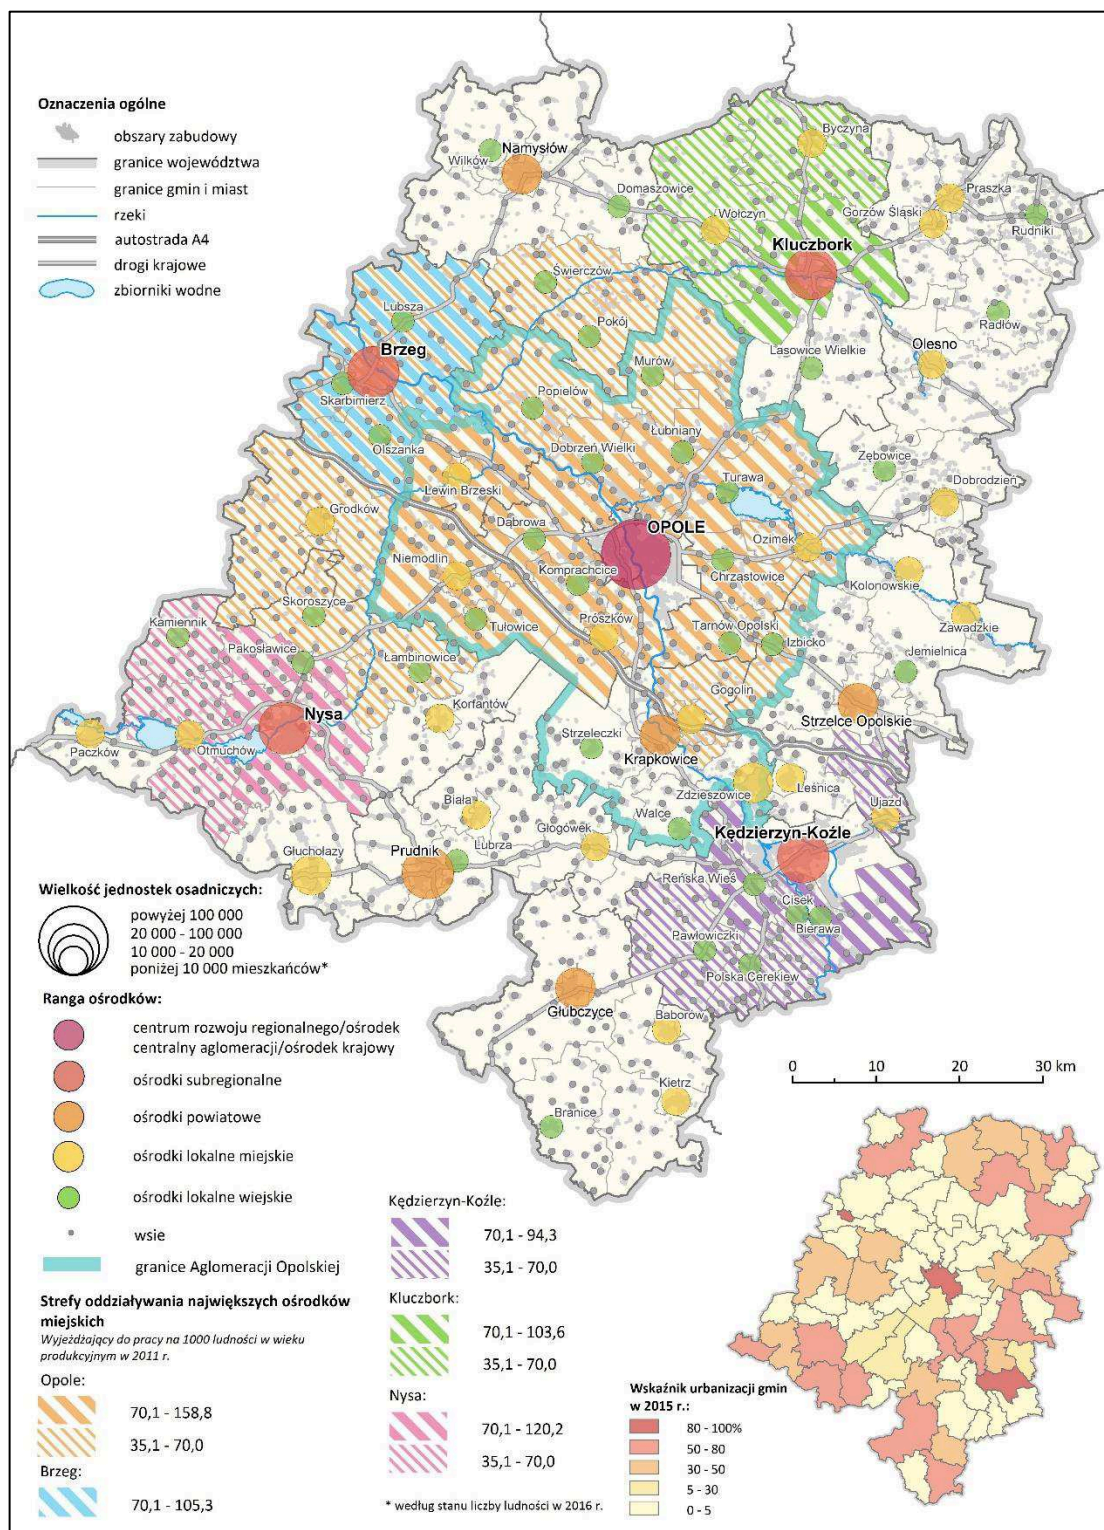 Oznaczenia ogólne
obszary zabudowy
granice województwa
granice gmin i miast
rzeki
autostrada A4
drogi krajowe
zbiorniki wodne
Byczyna
Namysłów
Wilków
Domaszowice
Praszka
Wołczyn
Gorzów Śląski
Rudniki
Kluczbork
Świerczów
Lubsza
Radłów
Pokój
Olesno
Brzeg
Murów
Lasowice Wielkie
Skarbimierz
Popielów
Olszanka
Dobrzeń Wielki
Łubniany
Zębowice
Lewin Brzeski
Turawa
Dobrodzień
Grodków
Dąbrowa
OPOLE
Ozimek
Niemodlin
Komprachcice
Chrząstowice
Kolonowskie
Skoroszyce
Kamiennik
Tułowice
Prószków
Tarnów Opolski
Izbicko
Zawadzkie
Pakosławice
Łambinowice
Jemielnica
Gogolin
Korfantów
Nysa
Strzelce Opolskie
Paczków
Otmuchów
Strzeleczki
Krapkowice
Zdzieszowice
Leśnica
Biała
Ujazd
Walce
Głogówek
Kędzierzyn-Koźle
Głuchołazy
Prudnik
Lubrza
Reńska Wieś
Cisek
Bierawa
Pawłowiczki
Polska Cerekiew
Głubczyce
Baborów
Kietrz
Branice
Wielkość jednostek osadniczych:
powyżej 100 000
20 000 - 100 000
10 000 - 20 000
poniżej 10 000 mieszkańców*
Ranga ośrodków:
centrum rozwoju regionalnego/ośrodek
centralny aglomeracji/ośrodek krajowy
ośrodki subregionalne
ośrodki powiatowe
ośrodki lokalne miejskie
ośrodki lokalne wiejskie
wsie
granice Aglomeracji Opolskiej
Strefy oddziaływania największych ośrodków
miejskich
Wyjeżdżający do pracy na 1000 ludności w wieku
produkcyjnym w 2011 r.
Opole:
70,1 - 158,8
35,1 - 70,0
Brzeg:
70,1 - 105,3
Kędzierzyn-Koźle:
70,1 - 94,3
35,1 - 70,0
Kluczbork:
70,1 - 103,6
35,1 - 70,0
Nysa:
70,1 - 120,2
35,1 - 70,0
* według stanu liczby ludności w 2016 r.
0 10 20 30 km
Wskaźnik urbanizacji gmin
w 2015 r.:
80 - 100%
50 - 80
30 - 50
5 - 30
0 - 5